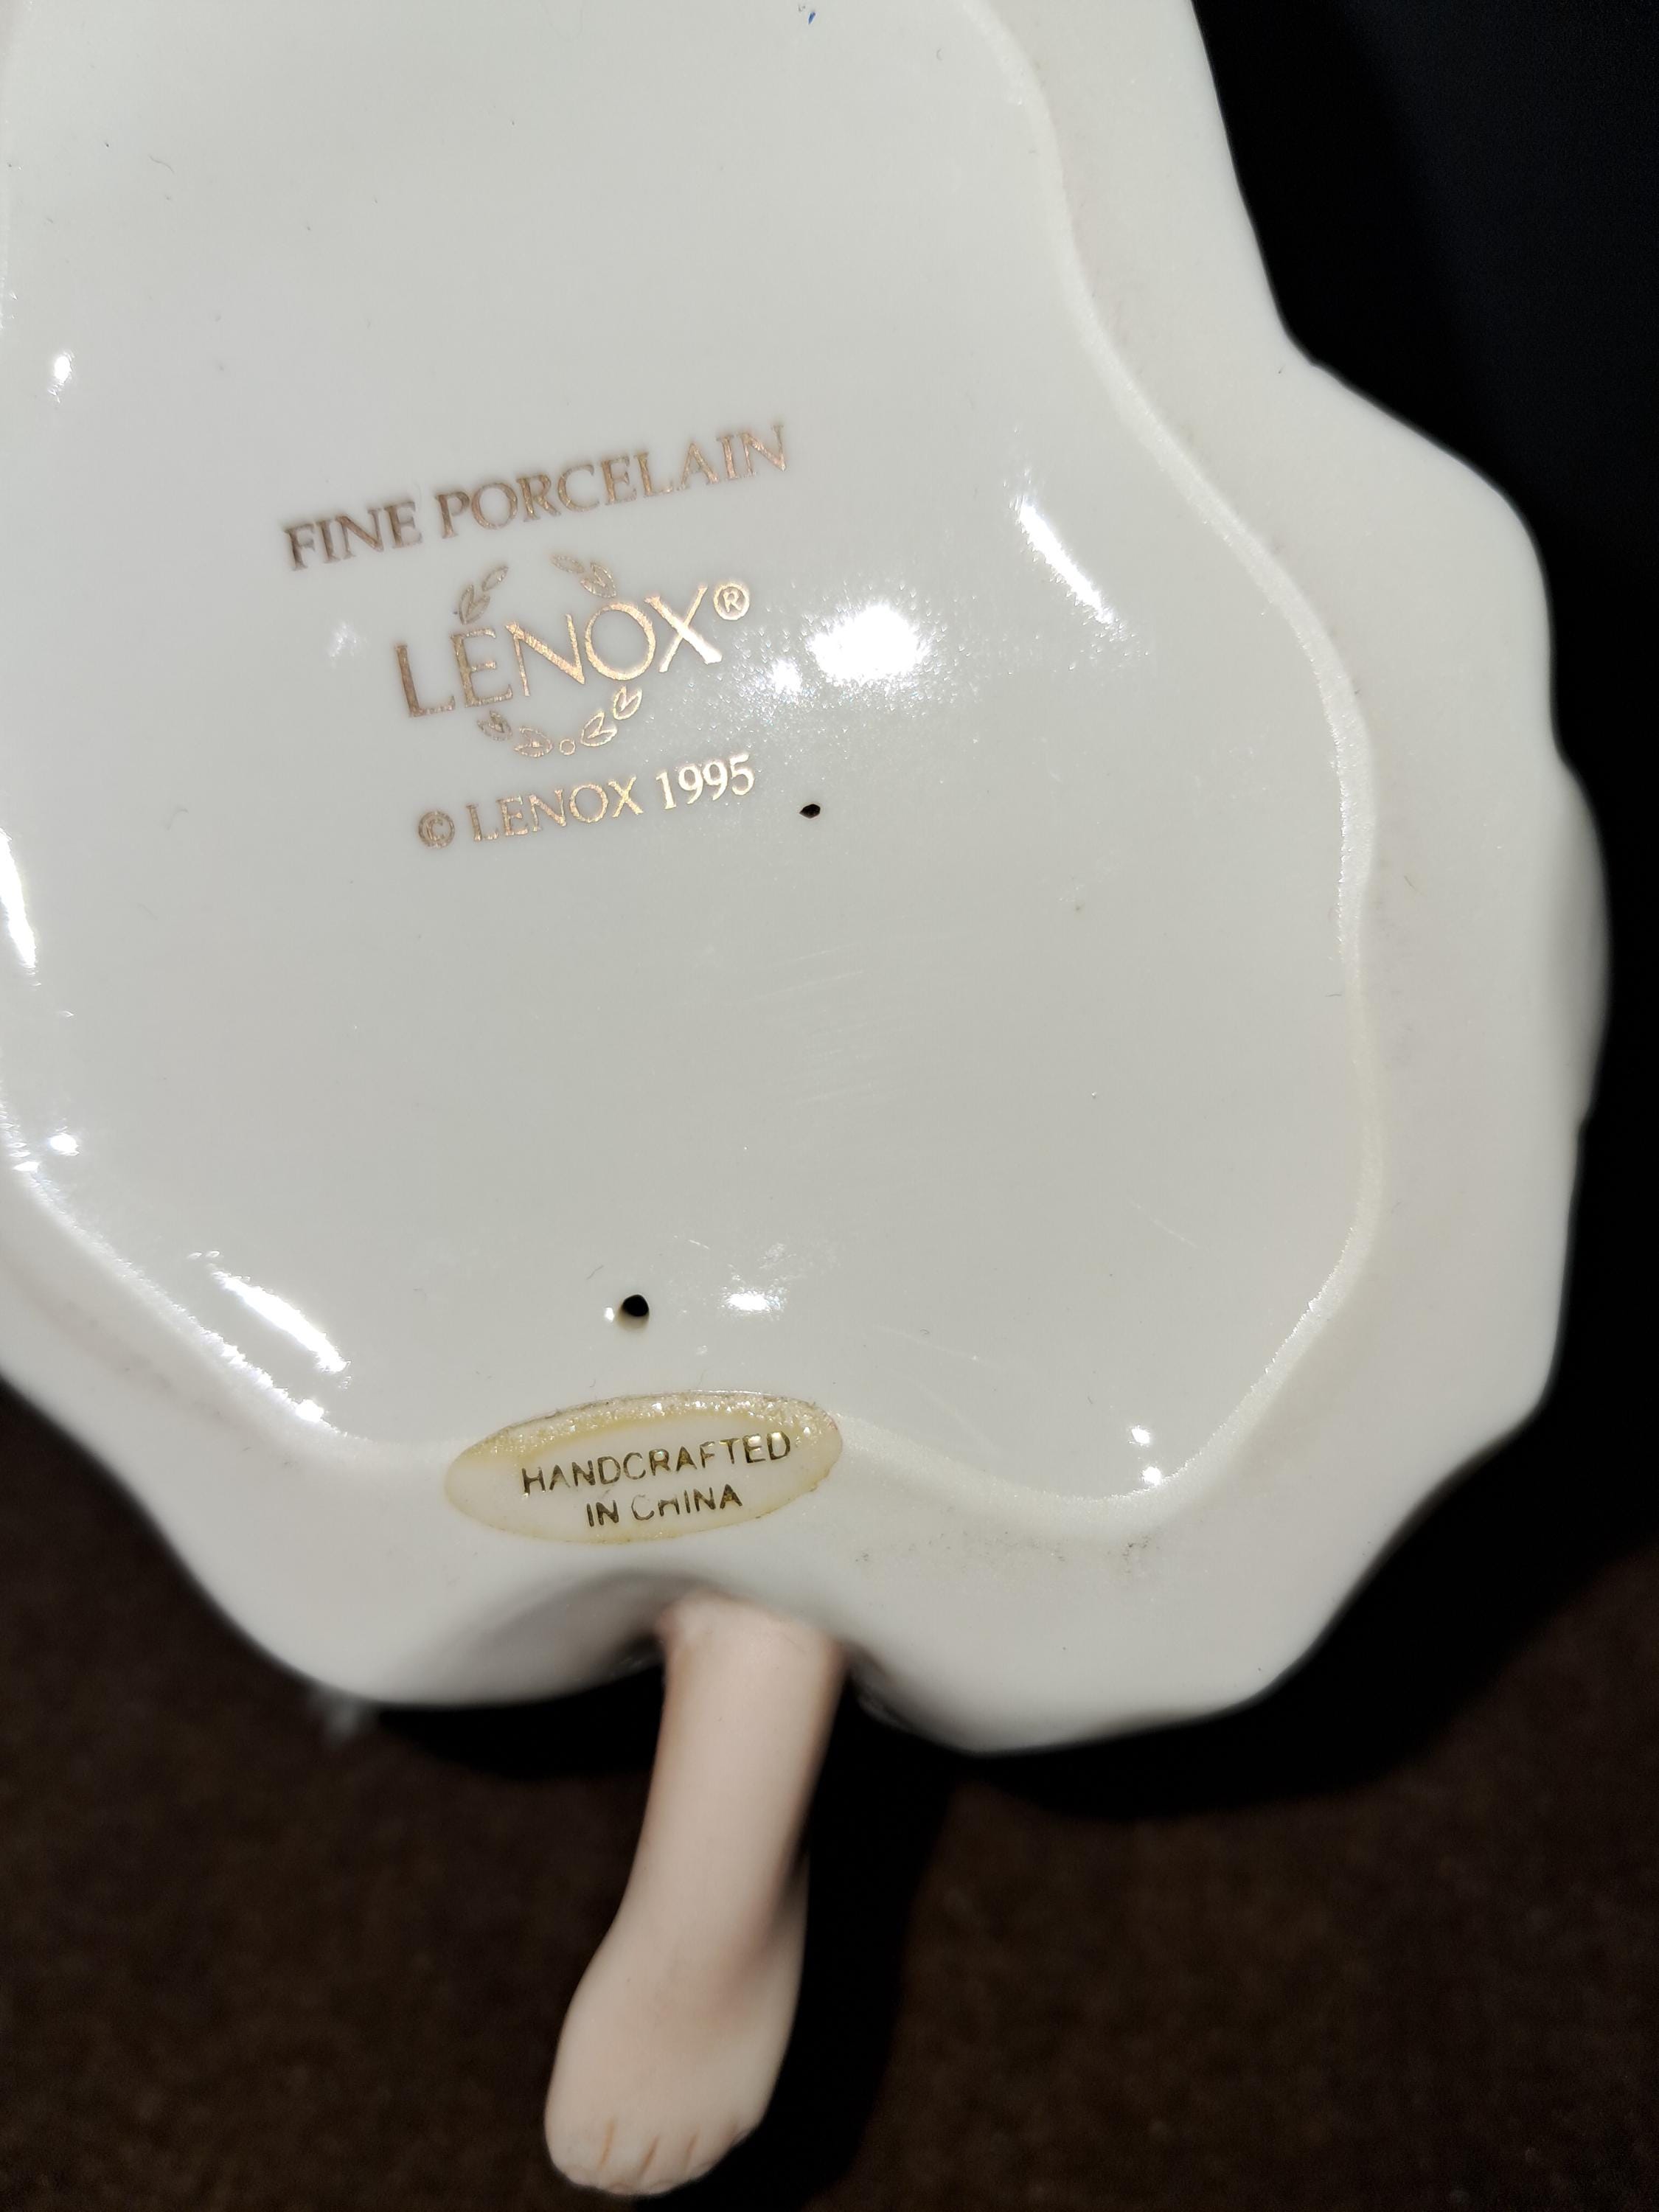 FINE PORCELAIN
LENOX®
© LENOX 1995
HANDCRAFTED
IN CHINA